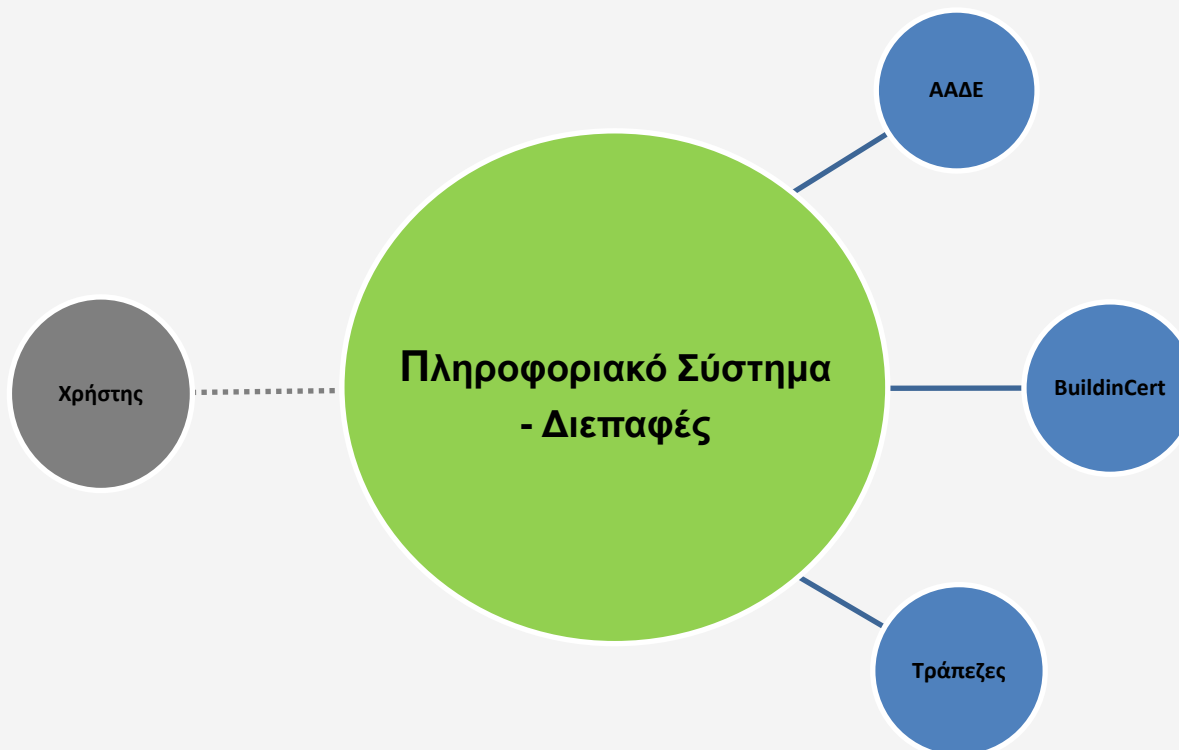 ΑΑΔΕ
Χρήστης
Πληροφοριακό Σύστημα
- Διεπαφές
BuildinCert
Τράπεζες